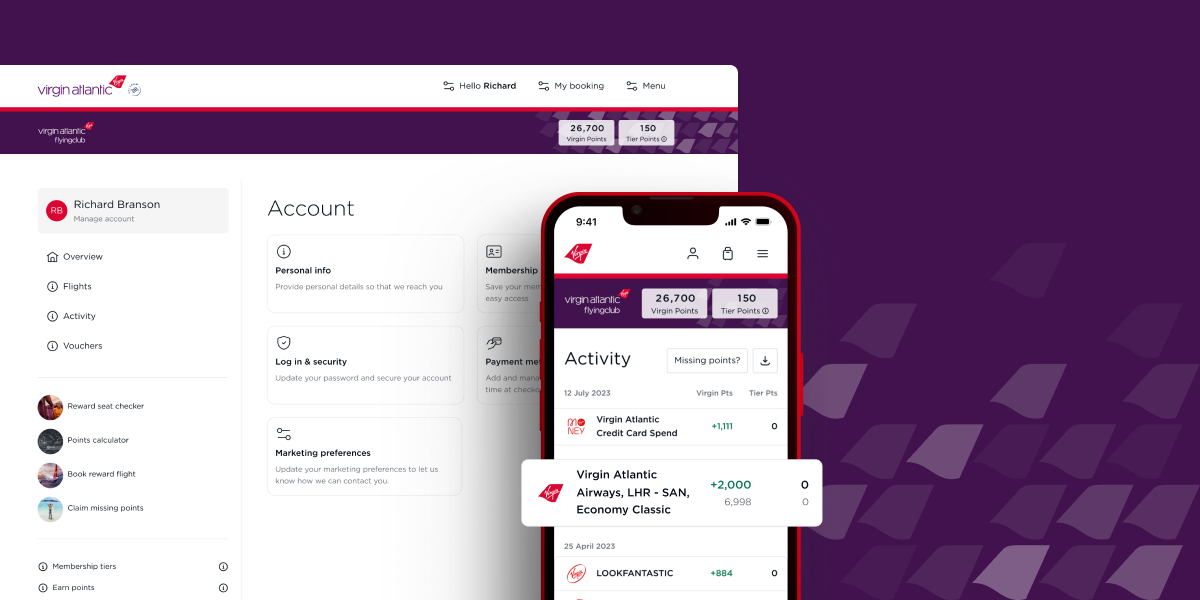 virgin atlantic
Hello Richard
My booking
Menu
virgin atlantic
flyingclub
26,700
Virgin Points
150
Tier Points
RB
Richard Branson
Manage account
Overview
Flights
Activity
Vouchers
Reward seat checker
Points calculator
Book reward flight
Claim missing points
Membership tiers
Earn points
Account
Personal info
Provide personal details so that we reach you
Membership
Save your mem
easy access
Log in & security
Update your password and secure your account
Payment me
Add and mana
time at checko
Marketing preferences
Update your marketing preferences to let us
know how we can contact you.
9:41
Virgin
virgin atlantic
flyingclub
26,700
Virgin Points
150
Tier Points
Activity
Missing points?
12 July 2023
Virgin Pts
Tier Pts
MONEY
Virgin Atlantic
Credit Card Spend
+1,111
0
Virgin
Virgin Atlantic
Airways, LHR - SAN,
Economy Classic
+2,000
0
6,998
0
25 April 2023
Virgin
LOOKFANTASTIC
+884
0